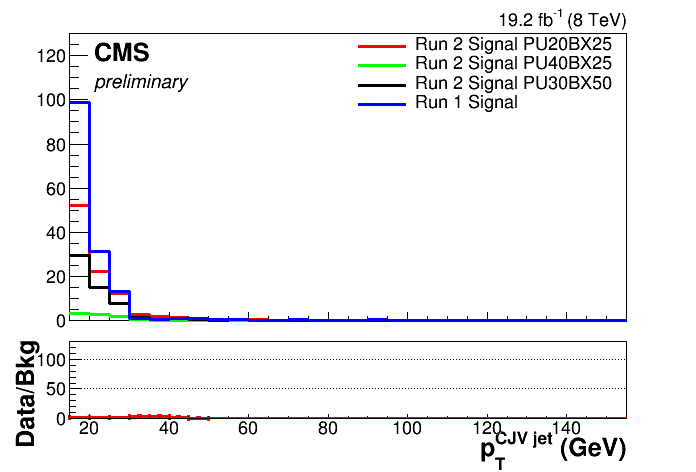 19.2 fb-1 (8 TeV)
CMS
preliminary
Run 2 Signal PU20BX25
Run 2 Signal PU40BX25
Run 2 Signal PU30BX50
Run 1 Signal
120
100
80
60
40
20
0
Data/Bkg
100
50
0
20 40 60 80 100 120 140
pT CJV jet (GeV)